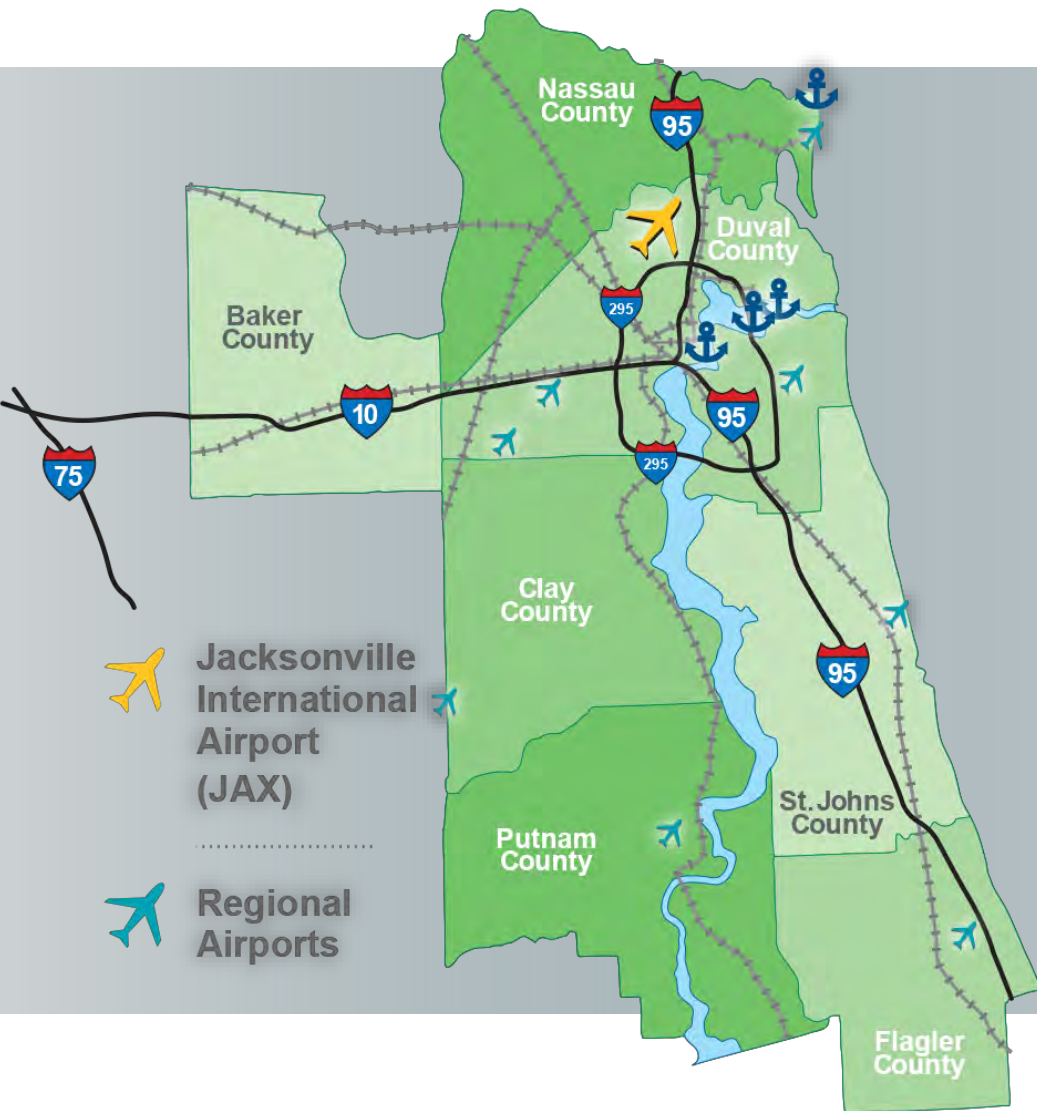 Nassau
County
95
Duval
County
295
Baker
County
10
95
75
295
Clay
County
95
Jacksonville
International
Airport
(JAX)
St. Johns
County
Putnam
County
Regional
Airports
Flagler
County